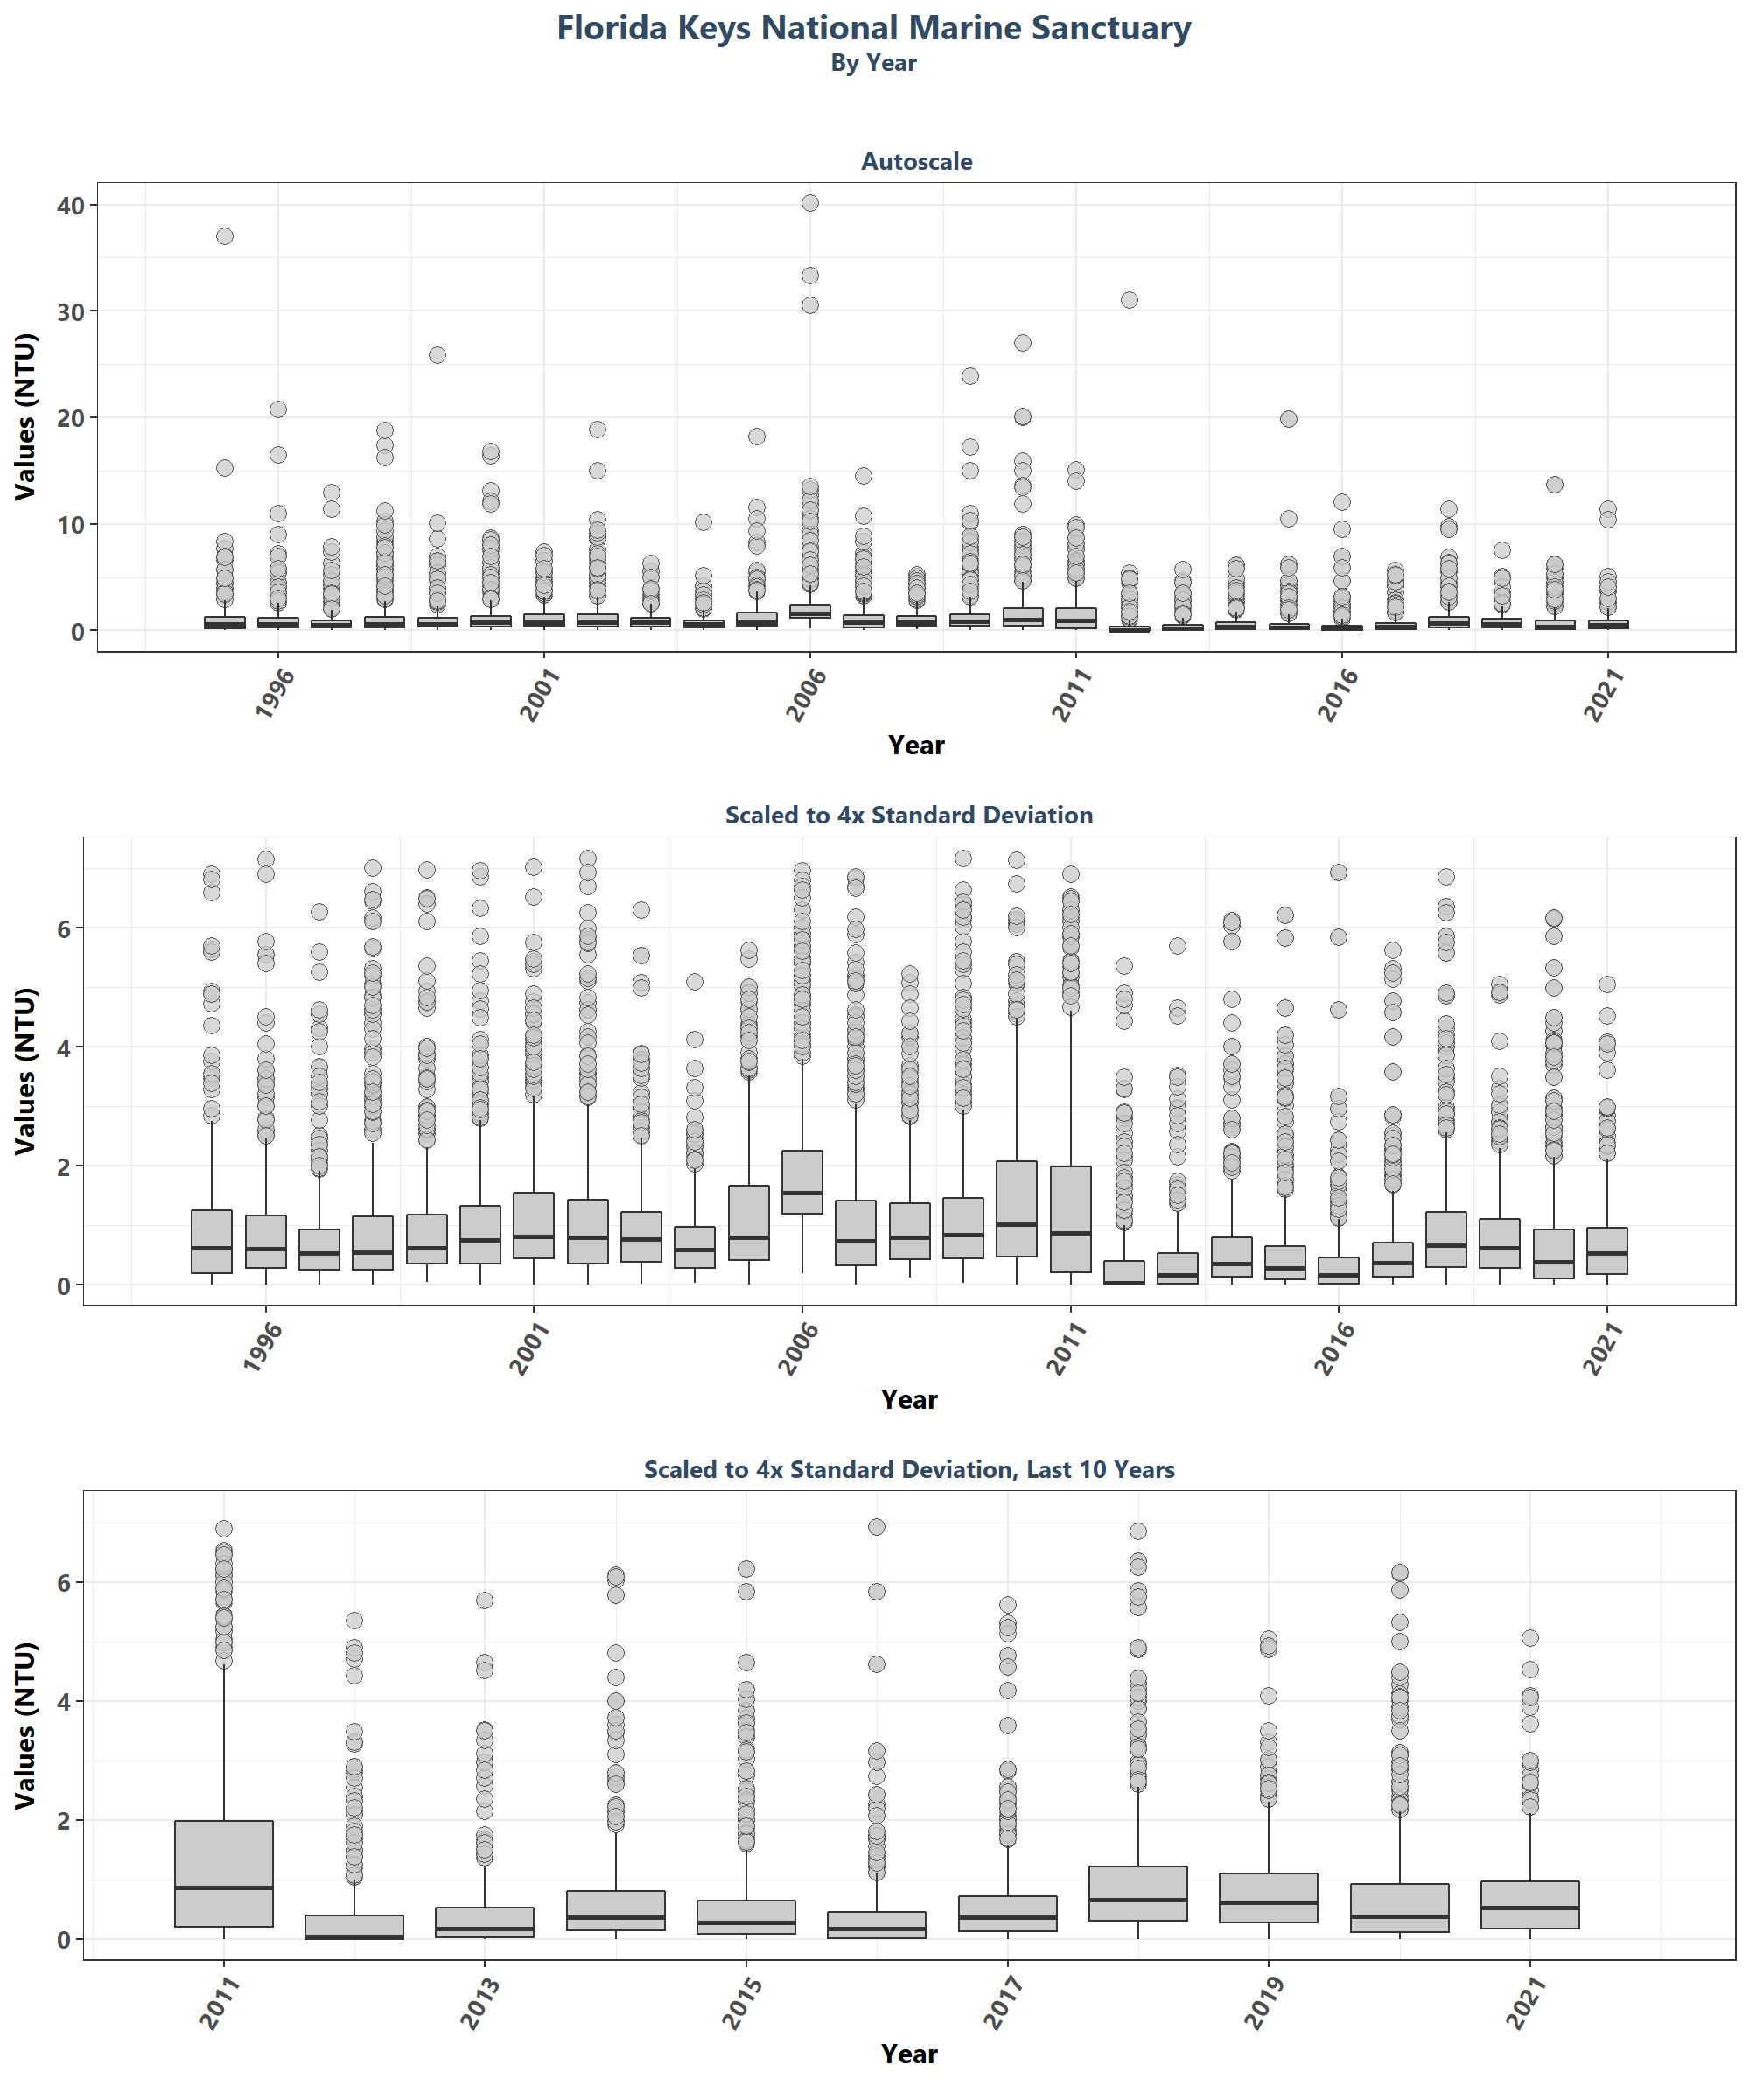 Florida Keys National Marine Sanctuary
By Year
Autoscale
Values (NTU)
40
30
20
10
0
1996
2001
2006
2011
2016
2021
Year
Scaled to 4x Standard Deviation
Values (NTU)
6
4
2
0
1996
2001
2006
2011
2016
2021
Year
Scaled to 4x Standard Deviation, Last 10 Years
Values (NTU)
6
4
2
0
2011
2013
2015
2017
2019
2021
Year